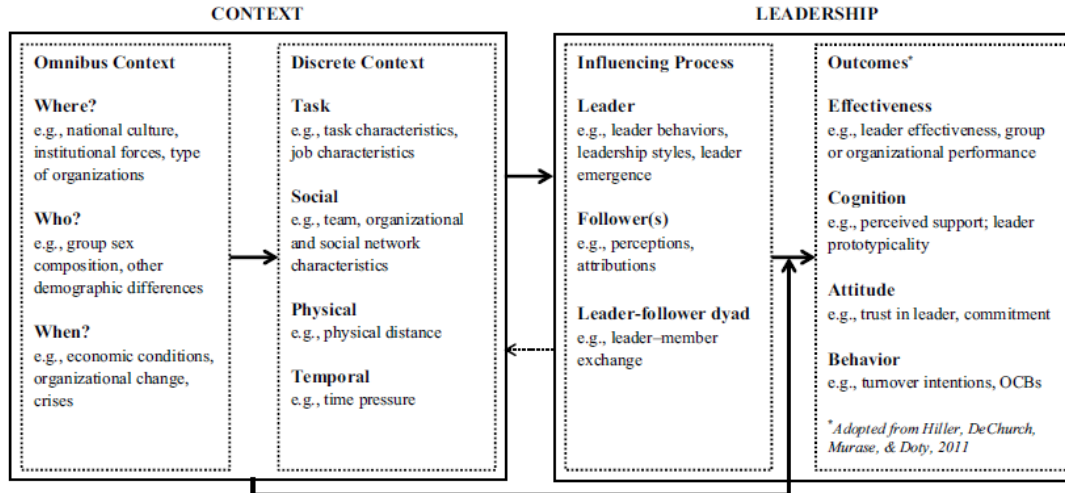 CONTEXT
LEADERSHIP
Omnibus Context
Where?
e.g., national culture,
institutional forces, type
of organizations
Who?
e.g., group sex
composition, other
demographic differences
When?
e.g., economic conditions,
organizational change,
crises
Discrete Context
Task
e.g., task characteristics,
job characteristics
Social
e.g., team, organizational
and social network
characteristics
Physical
e.g., physical distance
Temporal
e.g., time pressure
Influencing Process
Leader
e.g., leader behaviors,
leadership styles, leader
emergence
Follower(s)
e.g., perceptions,
attributions
Leader-follower dyad
e.g., leader–member
exchange
Outcomes*
Effectiveness
e.g., leader effectiveness, group
or organizational performance
Cognition
e.g., perceived support; leader
prototypicality
Attitude
e.g., trust in leader, commitment
Behavior
e.g., turnover intentions, OCBs
*Adopted from Hiller, DeChurch,
Murase, & Doty, 2011